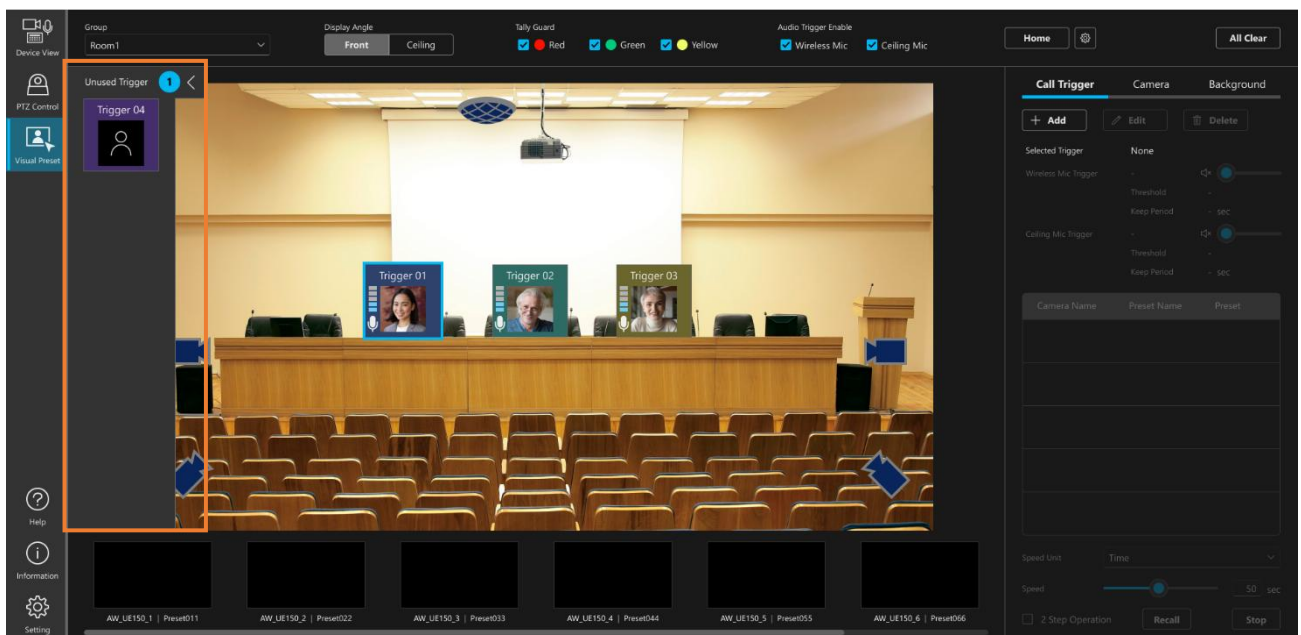 Device View
PTZ Control
Visual Preset
Help
Information
Setting
Group
Room1
Display Angle
Front Ceiling
Tally Guard
Red Green Yellow
Audio Trigger Enable
Wireless Mic Ceiling Mic
Home
All Clear
Unused Trigger 1
Trigger 04
Trigger 01
Trigger 02
Trigger 03
AW_UE150_1 | Preset011
AW_UE150_2 | Preset022
AW_UE150_3 | Preset033
AW_UE150_4 | Preset044
AW_UE150_5 | Preset055
AW_UE150_6 | Preset066
Call Trigger Camera Background
+ Add Edit Delete
Selected Trigger None
Wireless Mic Trigger -
Threshold -
Keep Period - sec
Ceiling Mic Trigger -
Threshold -
Keep Period - sec
Camera Name Preset Name Preset
Speed Unit Time
Speed 50 sec
2 Step Operation Recall Stop